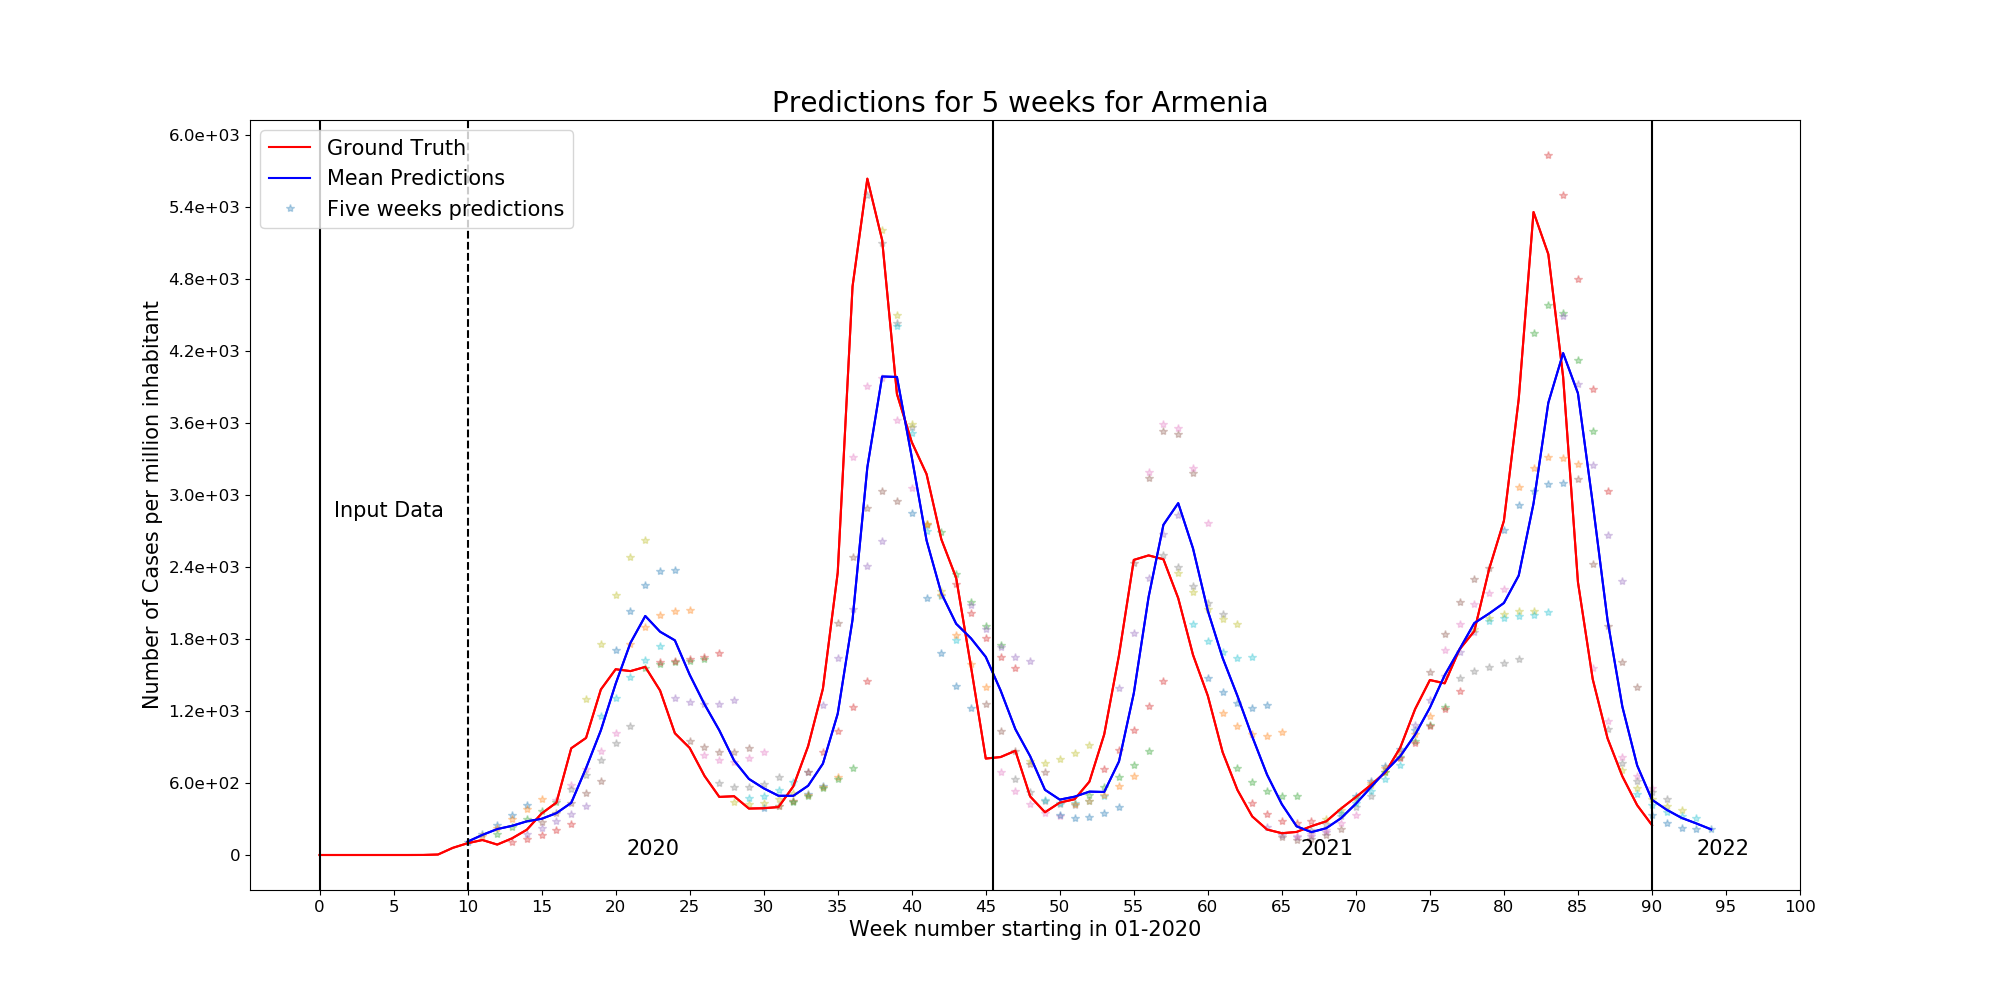 Predictions for 5 weeks for Armenia
6.0e+03
5.4e+03
4.8e+03
4.2e+03
3.6e+03
3.0e+03
2.4e+03
1.8e+03
1.2e+03
6.0e+02
0
Number of Cases per million inhabitant
Ground Truth
Mean Predictions
Five weeks predictions
Input Data
2020
2021
2022
0 5 10 15 20 25 30 35 40 45 50 55 60 65 70 75 80 85 90 95 100
Week number starting in 01-2020